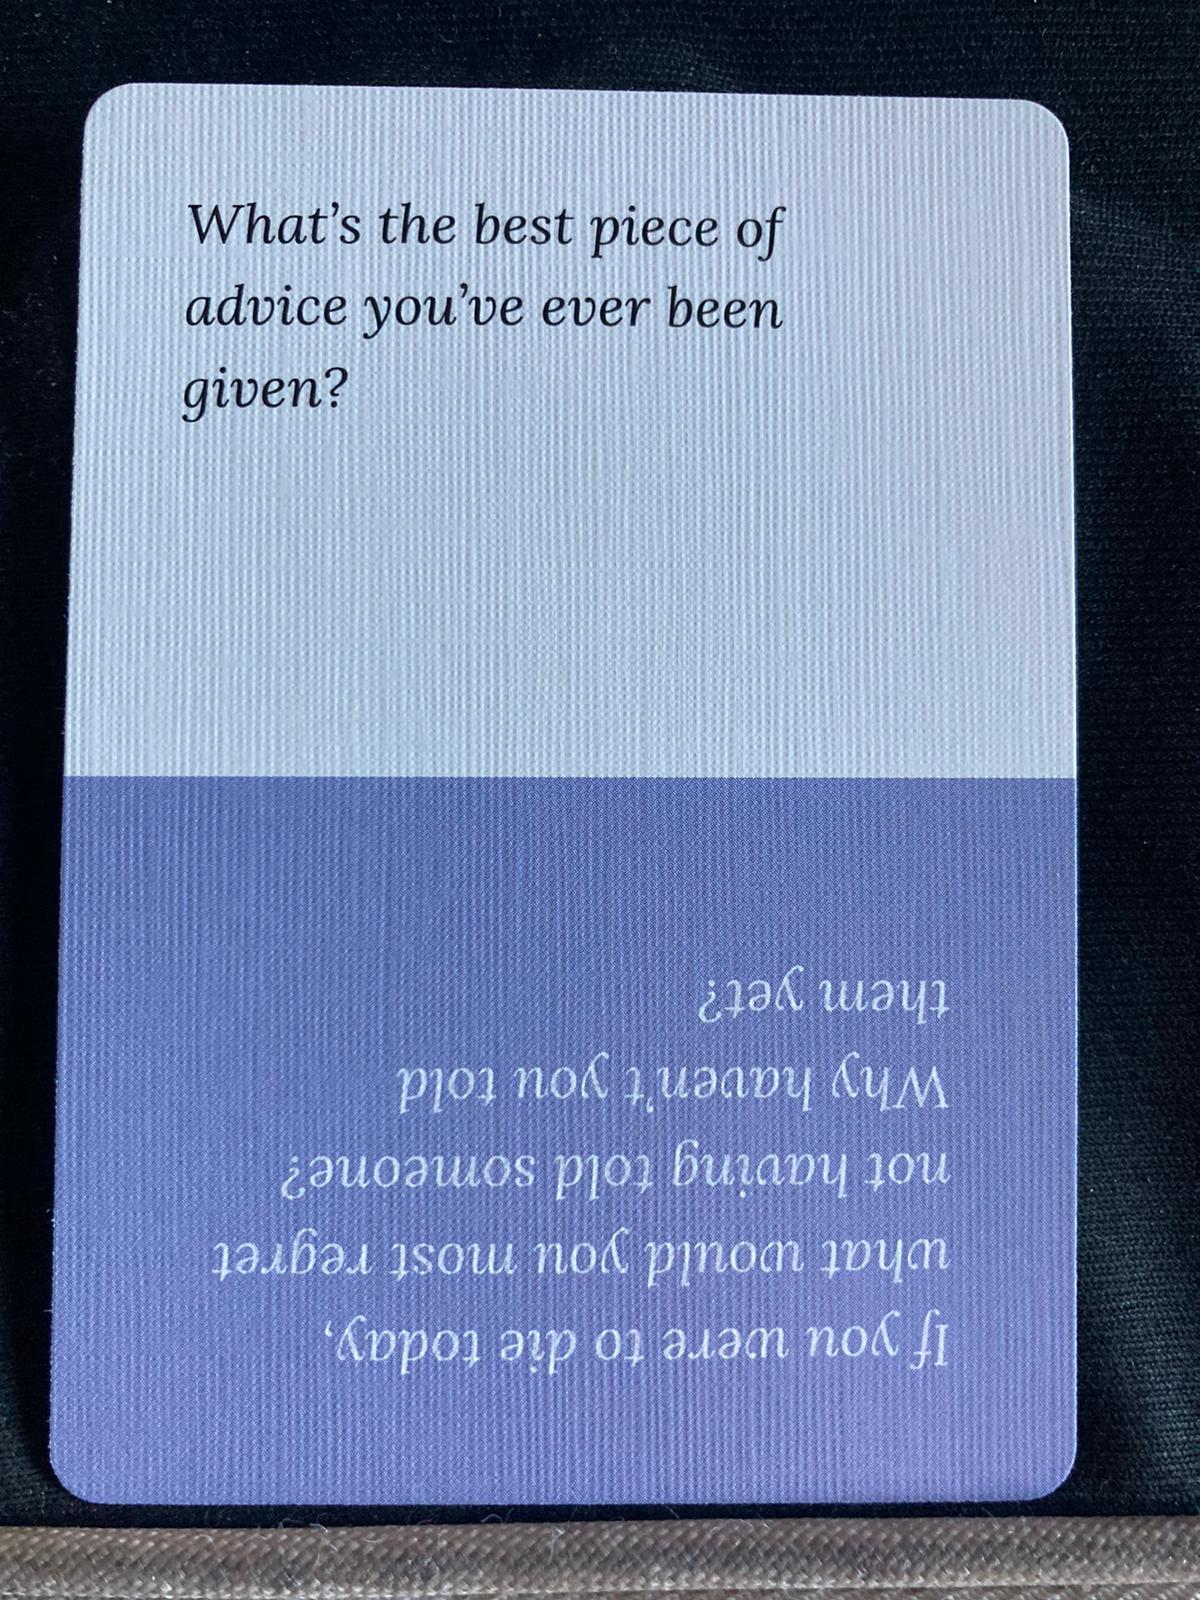 What’s the best piece of
advice you’ve ever been
given?
If you were to die today,
what would you most regret
not having told someone?
Why haven't you told
them yet?